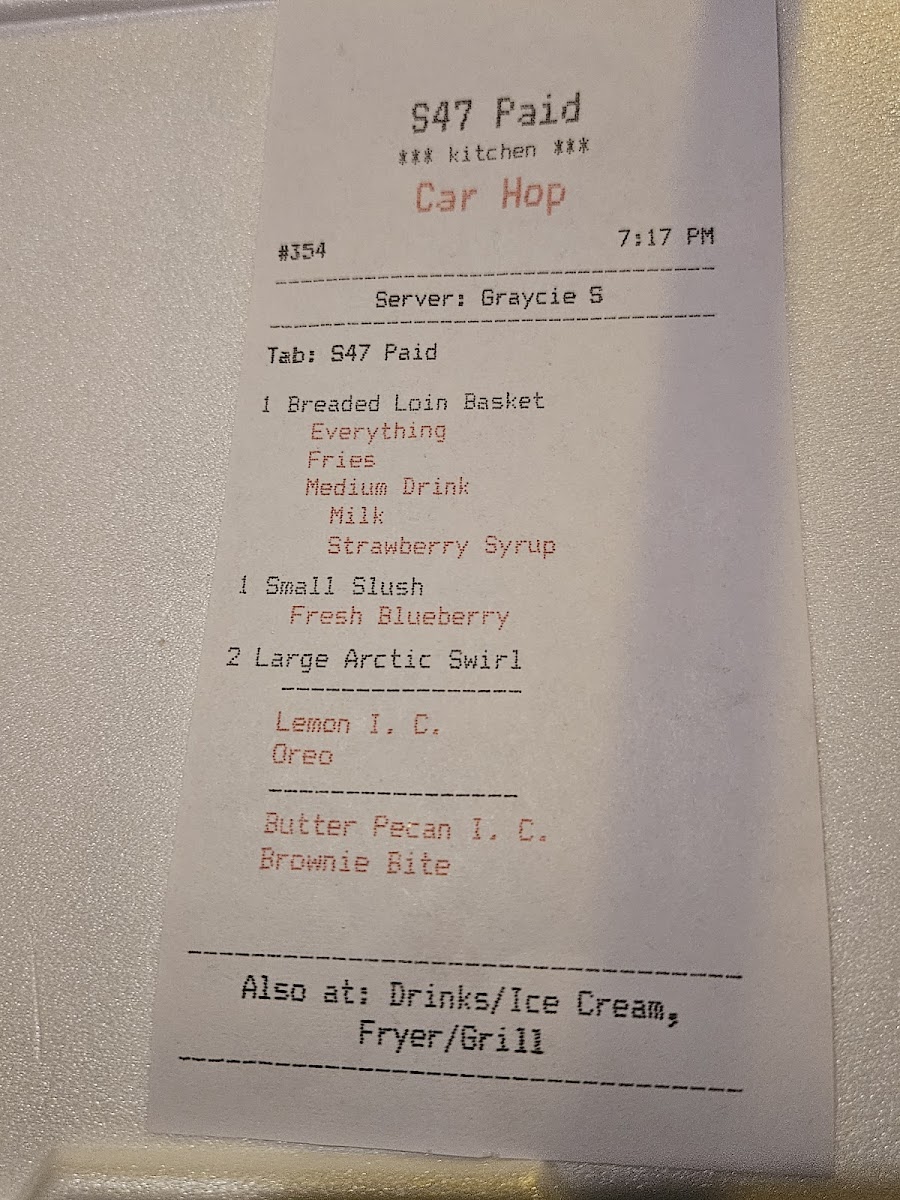 S47 Paid
*** kitchen ***
Car Hop
#354 7:17 PM
Server: Graycie S
Tab: S47 Paid
1 Breaded Loin Basket
Everything
Fries
Medium Drink
Milk
Strawberry Syrup
1 Small Slush
Fresh Blueberry
2 Large Arctic Swirl
Lemon I. C.
Oreo
Butter Pecan I. C.
Brownie Bite
Also at: Drinks/Ice Cream,
Fryer/Grill